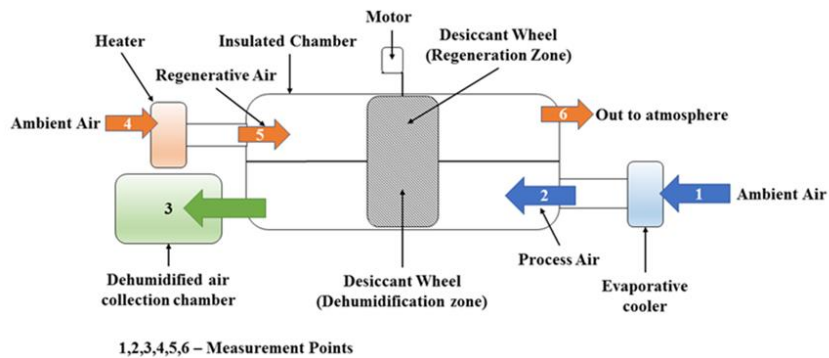 Motor
Heater
Insulated Chamber
Desiccant Wheel
(Regeneration Zone)
Regenerative Air
Ambient Air
4
5
6
Out to atmosphere
3
2
1
Ambient Air
Process Air
Dehumidified air
collection chamber
Desiccant Wheel
(Dehumidification zone)
Evaporative
cooler
1,2,3,4,5,6 – Measurement Points